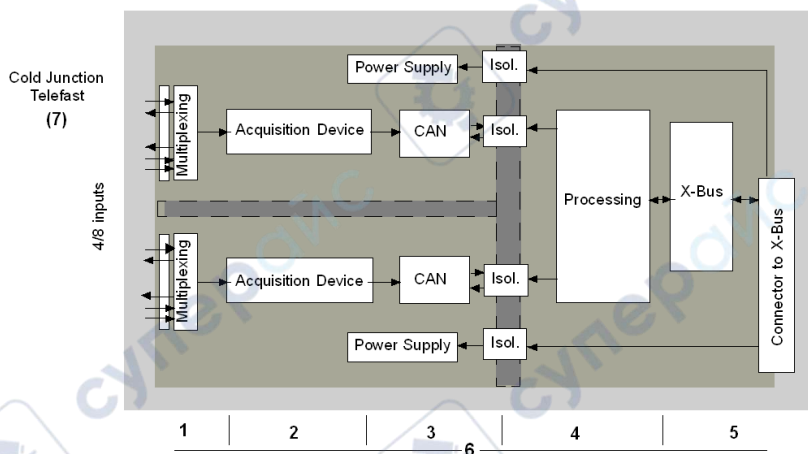 Power Supply
Isol.
Cold Junction
Telefast
(7)
Multiplexing
Acquisition Device
CAN
Isol.
Processing
X-Bus
Connector to X-Bus
4/8 inputs
Multiplexing
Acquisition Device
CAN
Isol.
Power Supply
Isol.
1
2
3
4
5
6
суперайс